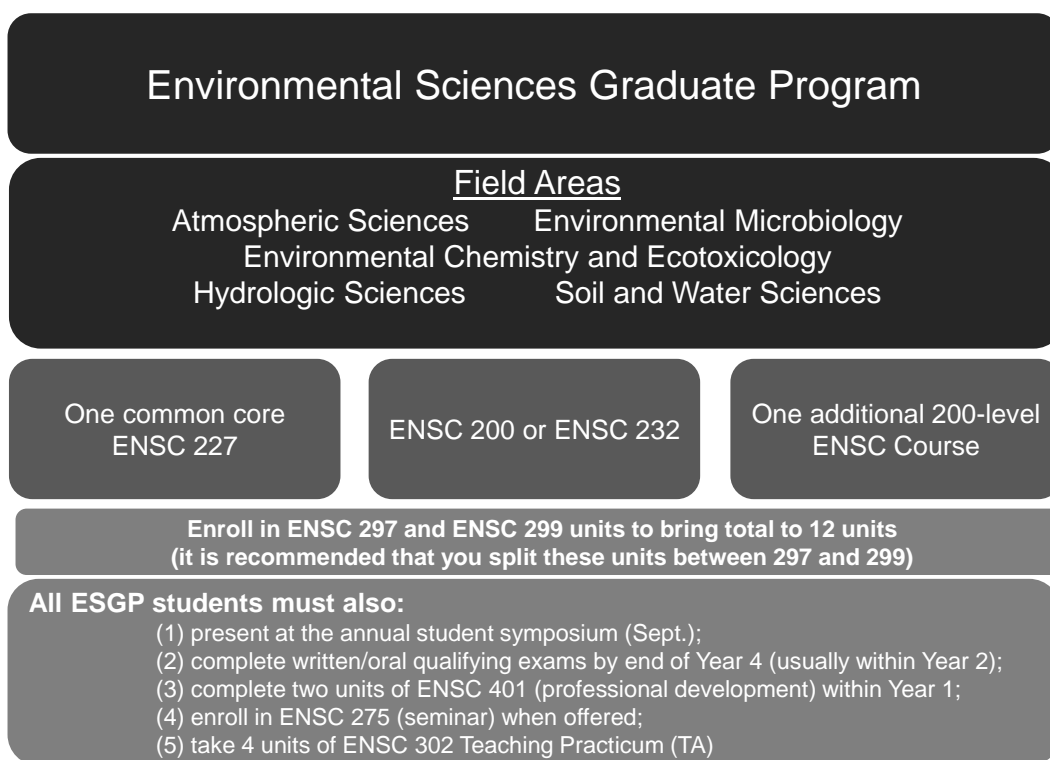 Environmental Sciences Graduate Program
Field Areas
Atmospheric Sciences Environmental Microbiology
Environmental Chemistry and Ecotoxicology
Hydrologic Sciences Soil and Water Sciences
One common core
ENSC 227
ENSC 200 or ENSC 232
One additional 200-level
ENSC Course
Enroll in ENSC 297 and ENSC 299 units to bring total to 12 units
(it is recommended that you split these units between 297 and 299)
All ESGP students must also:
(1) present at the annual student symposium (Sept.);
(2) complete written/oral qualifying exams by end of Year 4 (usually within Year 2);
(3) complete two units of ENSC 401 (professional development) within Year 1;
(4) enroll in ENSC 275 (seminar) when offered;
(5) take 4 units of ENSC 302 Teaching Practicum (TA)